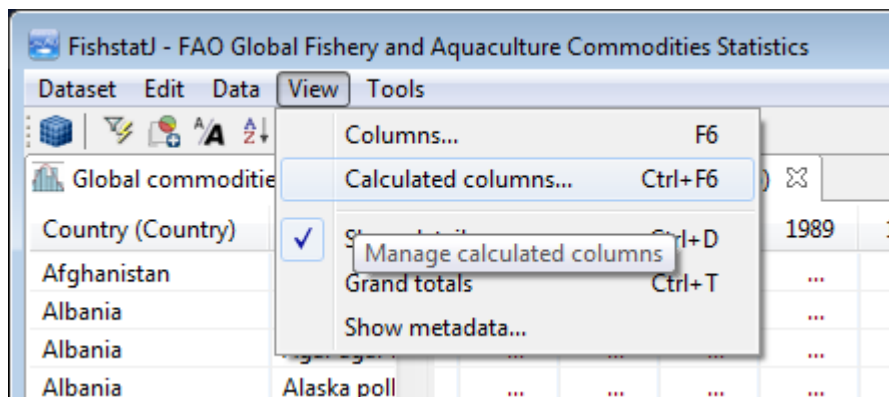 FishstatJ - FAO Global Fishery and Aquaculture Commodities Statistics
Dataset Edit Data View Tools
Columns... F6
Global commoditie
Calculated columns... Ctrl+F6
)
Country (Country)
1989
Manage calculated columns
Afghanistan
...
Grand totals Ctrl+T
Albania
...
Show metadata...
Albania
... ... ... ...
Albania Alaska poll ... ... ... ...